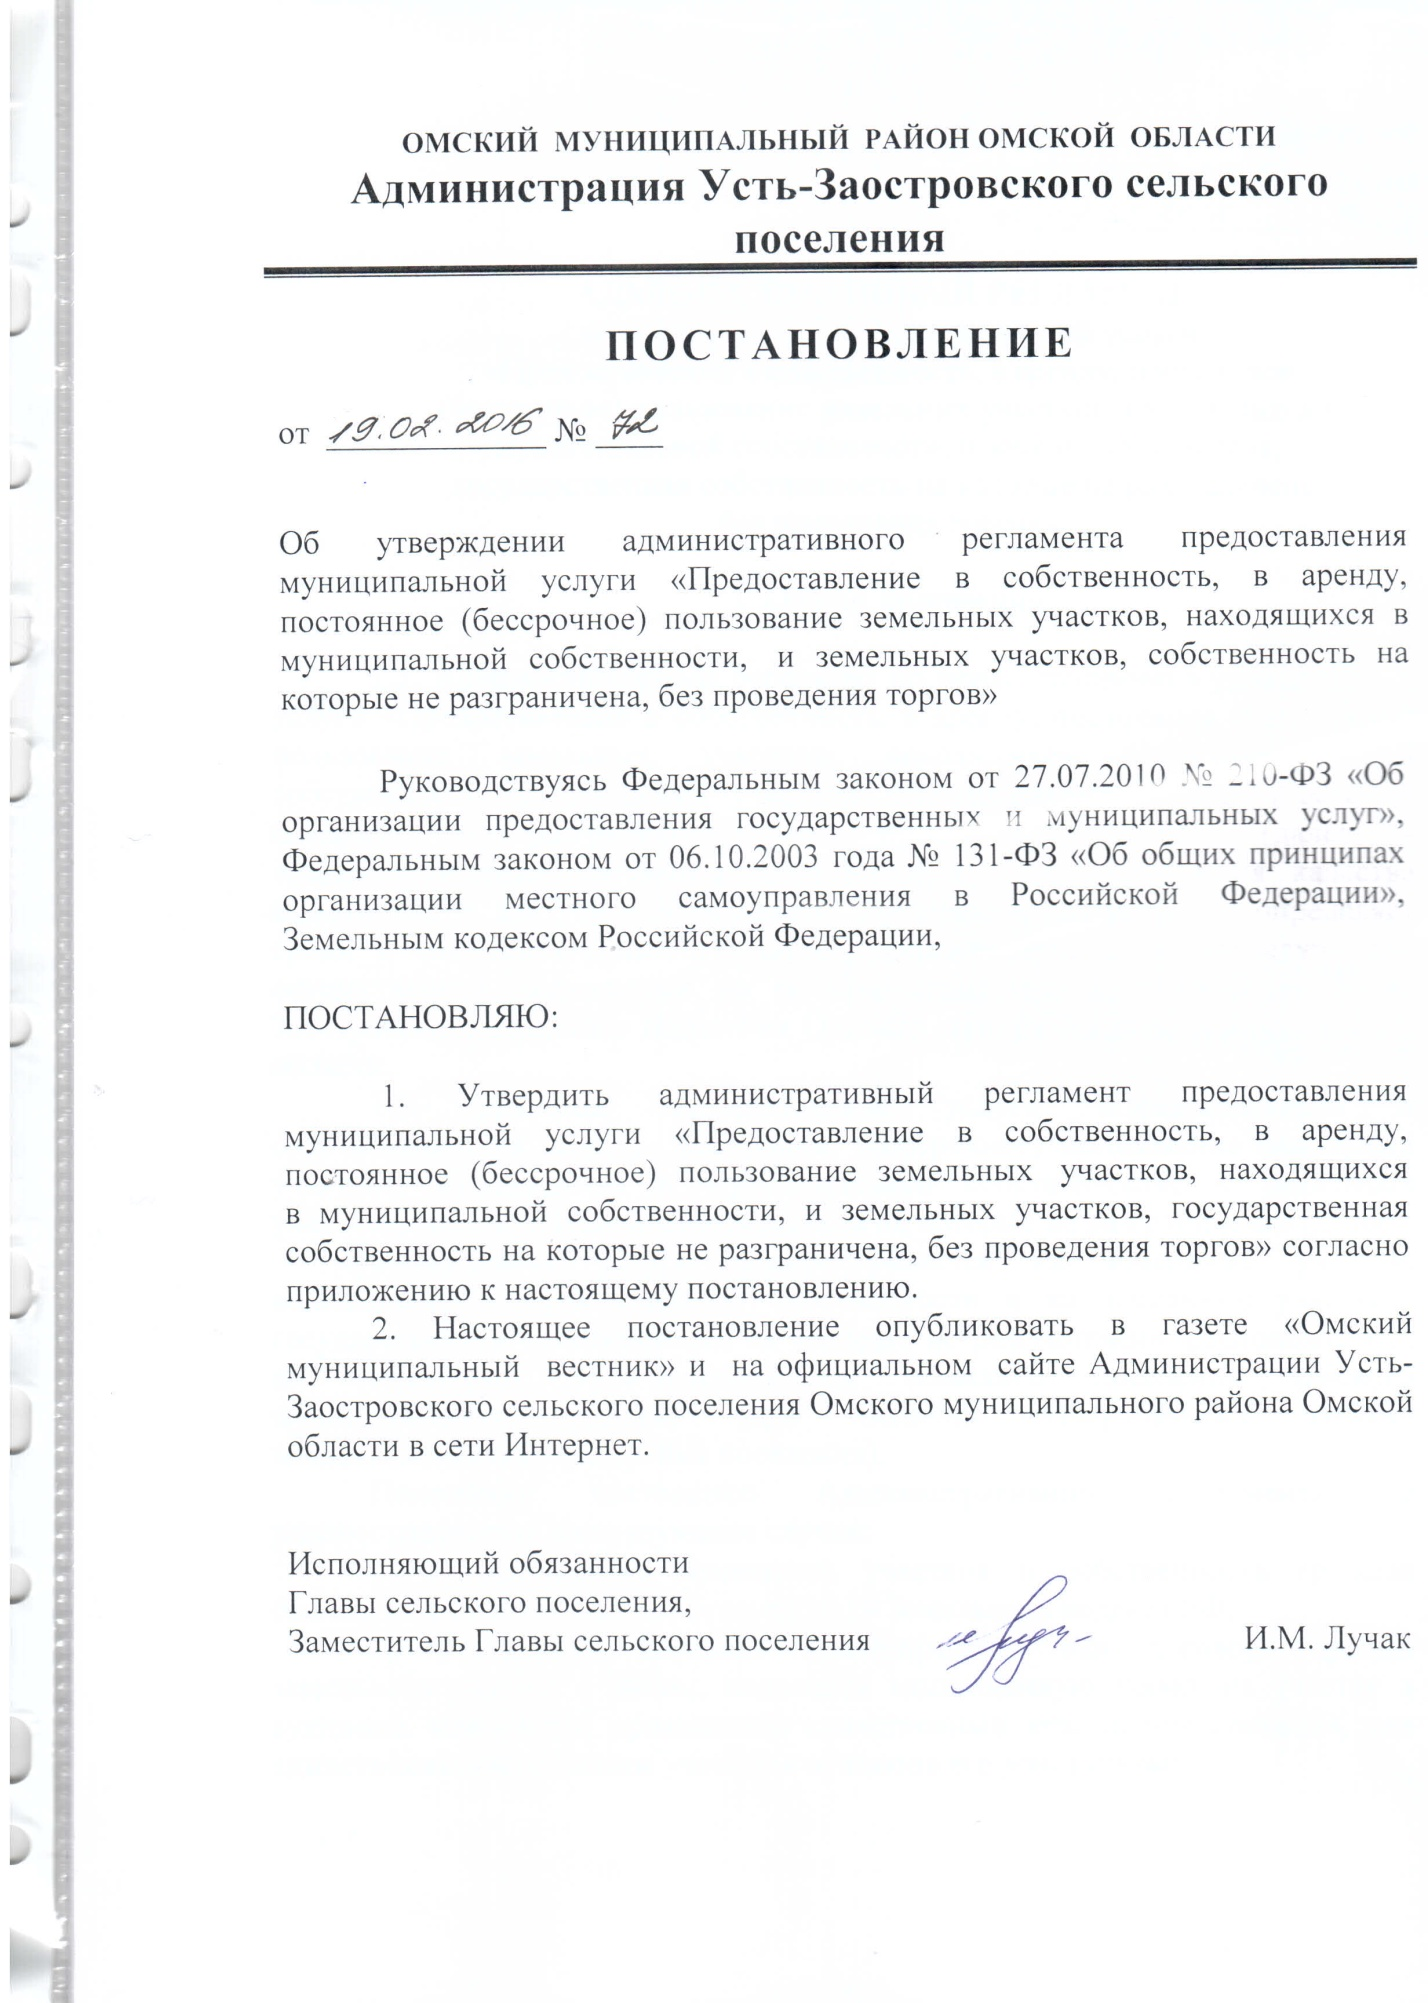 ОМСКИЙ МУНИЦИПАЛЬНЫЙ РАЙОН ОМСКОЙ ОБЛАСТИ
Администрация Усть-Заостровского сельского
поселения
ПОСТАНОВЛЕНИЕ
от 19.02.2016 № 72
Об утверждении административного регламента предоставления
муниципальной услуги «Предоставление в собственность, в аренду,
постоянное (бессрочное) пользование земельных участков, находящихся в
муниципальной собственности, и земельных участков, собственность на
которые не разграничена, без проведения торгов»
Руководствуясь Федеральным законом от 27.07.2010 № 210-ФЗ «Об
организации предоставления государственных и муниципальных услуг»,
Федеральным законом от 06.10.2003 года № 131-ФЗ «Об общих принципах
организации местного самоуправления в Российской Федерации»,
Земельным кодексом Российской Федерации,
ПОСТАНОВЛЯЮ:
1. Утвердить административный регламент предоставления
муниципальной услуги «Предоставление в собственность, в аренду,
постоянное (бессрочное) пользование земельных участков, находящихся
в муниципальной собственности, и земельных участков, государственная
собственность на которые не разграничена, без проведения торгов» согласно
приложению к настоящему постановлению.
2. Настоящее постановление опубликовать в газете «Омский
муниципальный вестник» и на официальном сайте Администрации Усть-
Заостровского сельского поселения Омского муниципального района Омской
области в сети Интернет.
Исполняющий обязанности
Главы сельского поселения,
Заместитель Главы сельского поселения И.М. Лучак